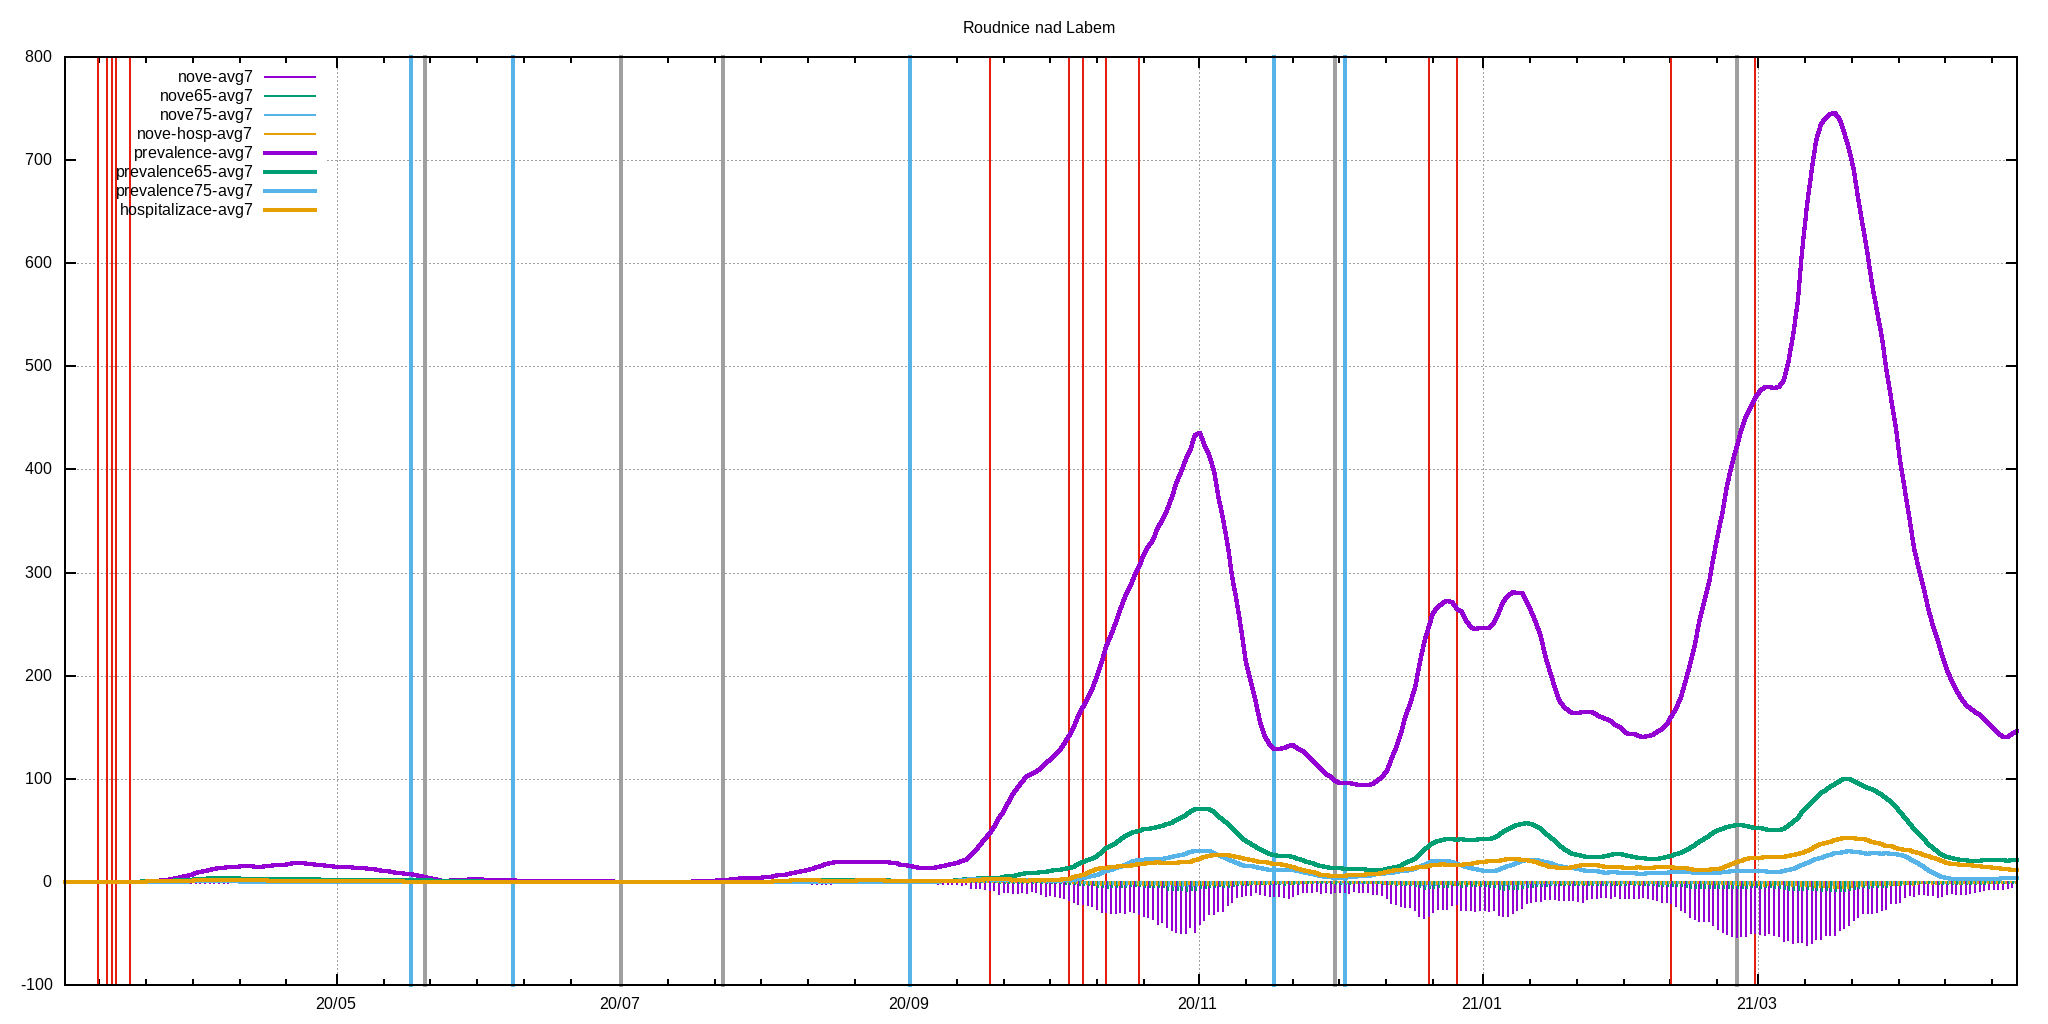 Roudnice nad Labem
800
700
600
500
400
300
200
100
0
-100
nove-avg7
nove65-avg7
nove75-avg7
nove-hosp-avg7
prevalence-avg7
prevalence65-avg7
prevalence75-avg7
hospitalizace-avg7
20/05 20/07 20/09 20/11 21/01 21/03